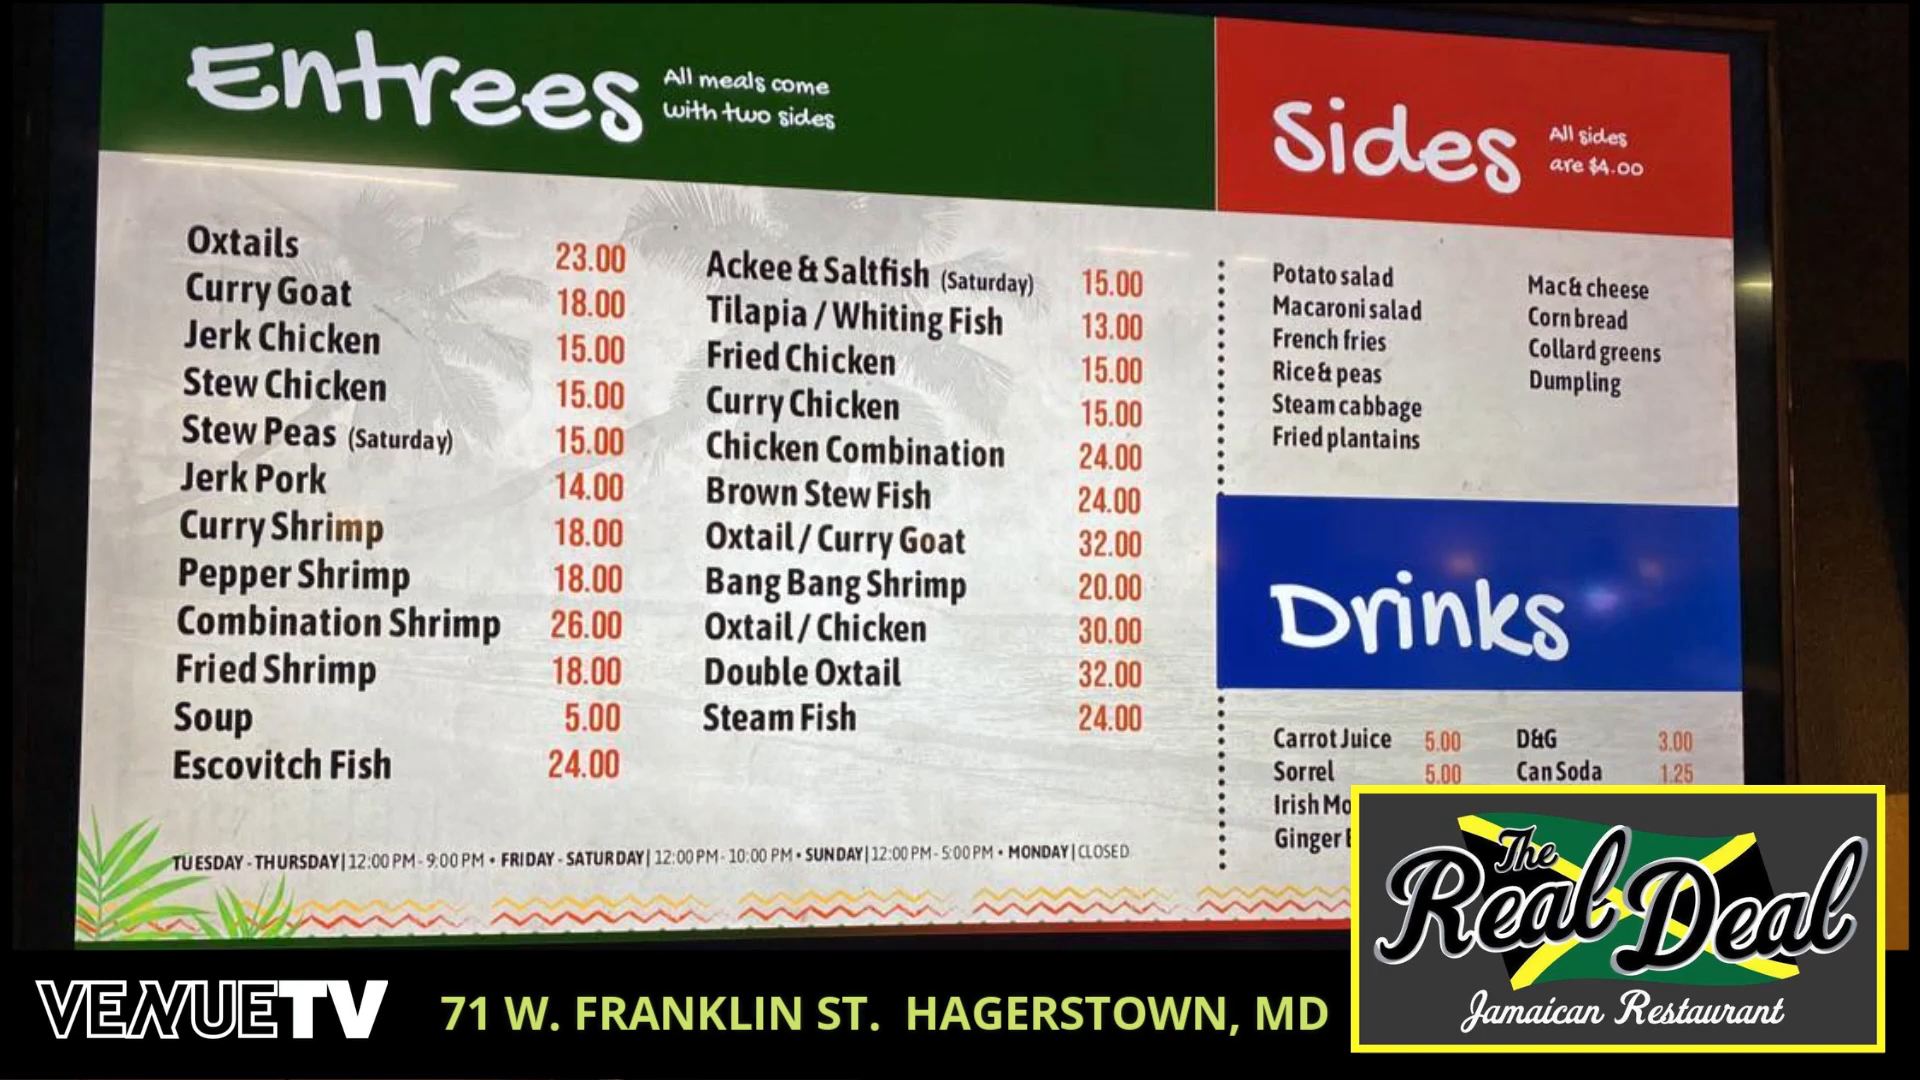 Entrees
All meals come
with two sides
Oxtails 23.00
Curry Goat 18.00
Jerk Chicken 15.00
Stew Chicken 15.00
Stew Peas (Saturday) 15.00
Jerk Pork 14.00
Curry Shrimp 18.00
Pepper Shrimp 18.00
Combination Shrimp 26.00
Fried Shrimp 18.00
Soup 5.00
Escovitch Fish 24.00
Ackee & Saltfish (Saturday) 15.00
Tilapia / Whiting Fish 13.00
Fried Chicken 15.00
Curry Chicken 15.00
Chicken Combination 24.00
Brown Stew Fish 24.00
Oxtail / Curry Goat 32.00
Bang Bang Shrimp 20.00
Oxtail / Chicken 30.00
Double Oxtail 32.00
Steam Fish 24.00
TUESDAY - THURSDAY | 12:00 PM - 9:00 PM • FRIDAY - SATURDAY | 12:00 PM - 10:00 PM • SUNDAY | 12:00 PM - 5:00 PM • MONDAY | CLOSED
Sides
All sides
are $4.00
Potato salad
Macaroni salad
French fries
Rice & peas
Steam cabbage
Fried plantains
Mac & cheese
Corn bread
Collard greens
Dumpling
Drinks
Carrot Juice 5.00
Sorrel 5.00
Irish
Ginger
D&G 3.00
Can Soda 1.25
The
Real Deal
Jamaican Restaurant
VENUETV
71 W. FRANKLIN ST. HAGERSTOWN, MD